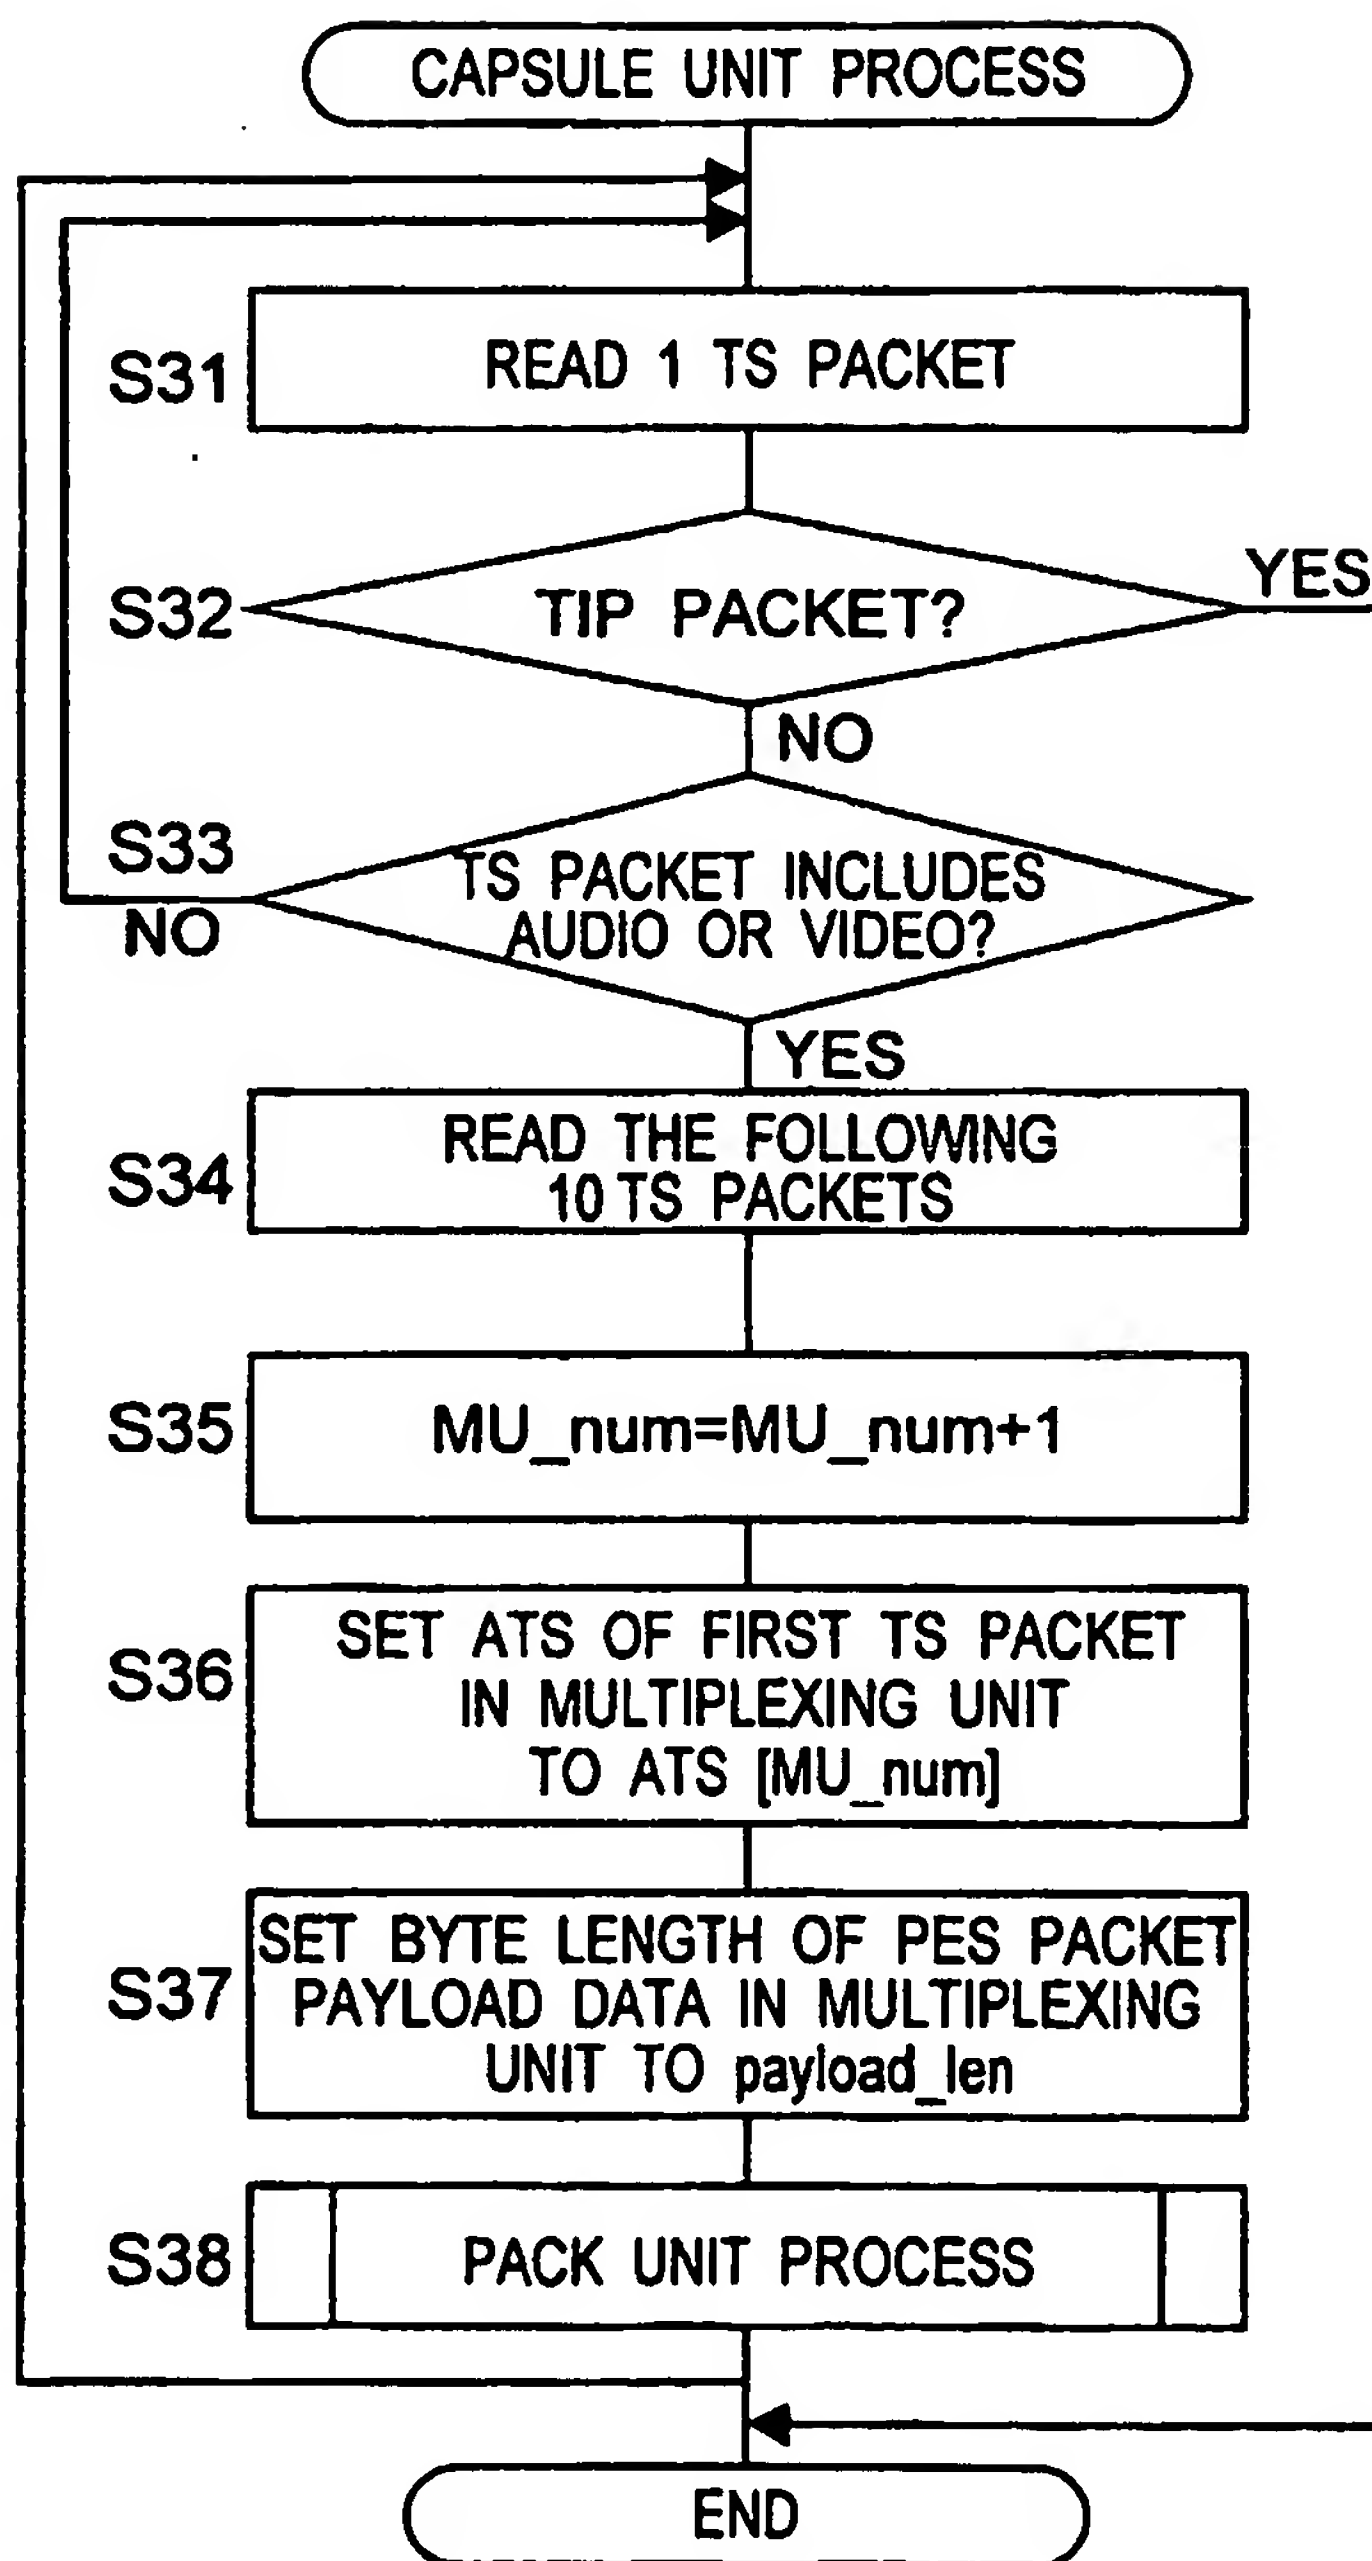 CAPSULE UNIT PROCESS
S31
READ 1 TS PACKET
S32
TIP PACKET?
YES
NO
S33
TS PACKET INCLUDES
AUDIO OR VIDEO?
NO
YES
S34
READ THE FOLLOWING
10 TS PACKETS
S35
MU_num=MU_num+1
S36
SET ATS OF FIRST TS PACKET
IN MULTIPLEXING UNIT
TO ATS [MU_num]
S37
SET BYTE LENGTH OF PES PACKET
PAYLOAD DATA IN MULTIPLEXING
UNIT TO payload_len
S38
PACK UNIT PROCESS
END